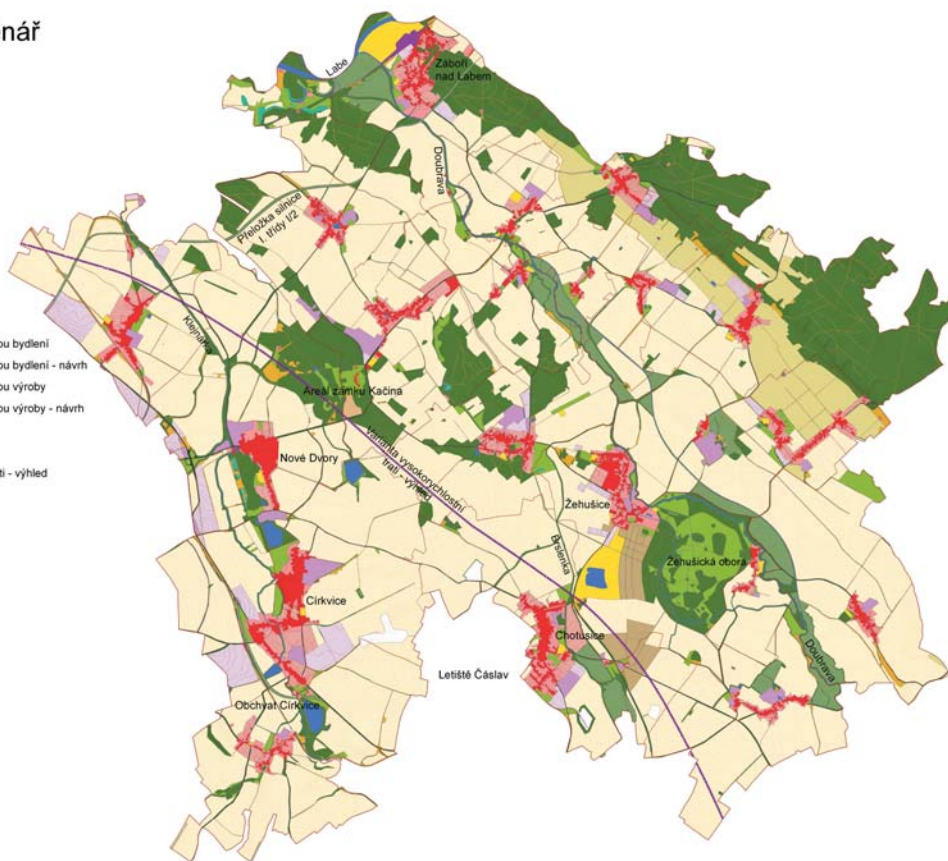 nář
Labe
Záboří
nad Labem
Doubrava
Přeložka silnice
I. třídy I/2
Klejnárka
ou bydlení
ou bydlení - návrh
ou výroby
ou výroby - návrh
ti - výhled
Areál zámku Kačina
Nové Dvory
Varianta vysokorychlostní
trati - výhled
Žehušice
Brslenka
Žehušická obora
Církvice
Chotusice
Letiště Čáslav
Doubrava
Obchvat Církvice